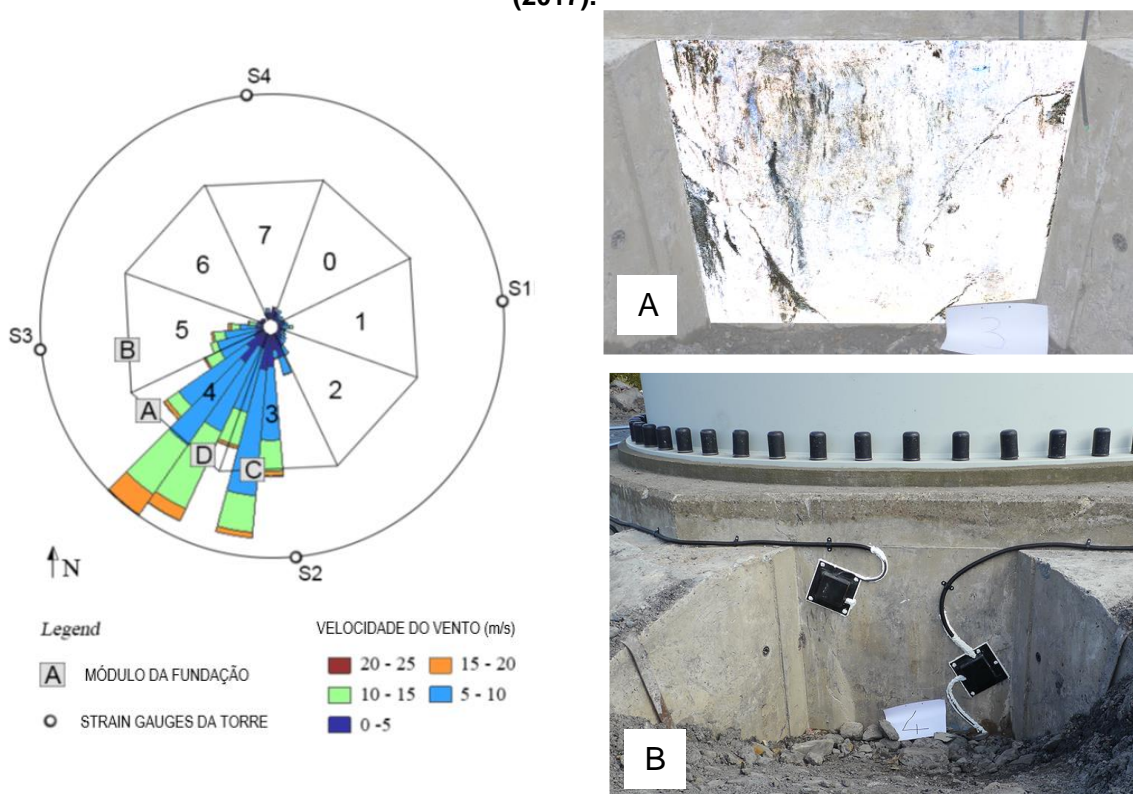 (2017).
S4
7
6
0
S1
5
1
S3
B
4
2
A
3
D
C
N
S2
Legend
VELOCIDADE DO VENTO (m/s)
A MÓDULO DA FUNDAÇÃO
20 - 25
15 - 20
10 - 15
5 - 10
STRAIN GAUGES DA TORRE
0 -5
A
3
4
B